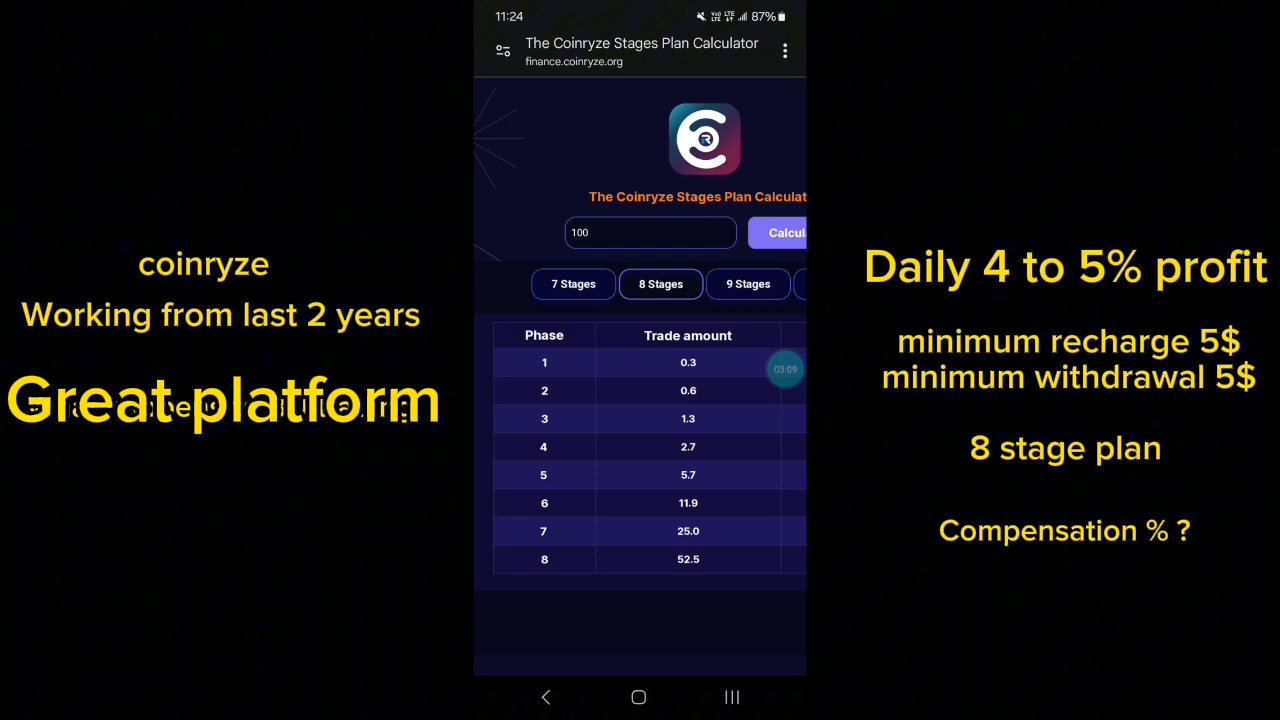 11:24
VoD LTE LTE 87%
The Coinryze Stages Plan Calculator
finance.coinryze.org
The Coinryze Stages Plan Calculat
100
Calcul
7 Stages
8 Stages
9 Stages
Phase
Trade amount
1
0.3
03:09
2
0.6
3
1.3
4
2.7
5
5.7
6
11.9
7
25.0
8
52.5
coinryze
Working from last 2 years
Great platform
Daily 4 to 5% profit
minimum recharge 5$
minimum withdrawal 5$
8 stage plan
Compensation % ?